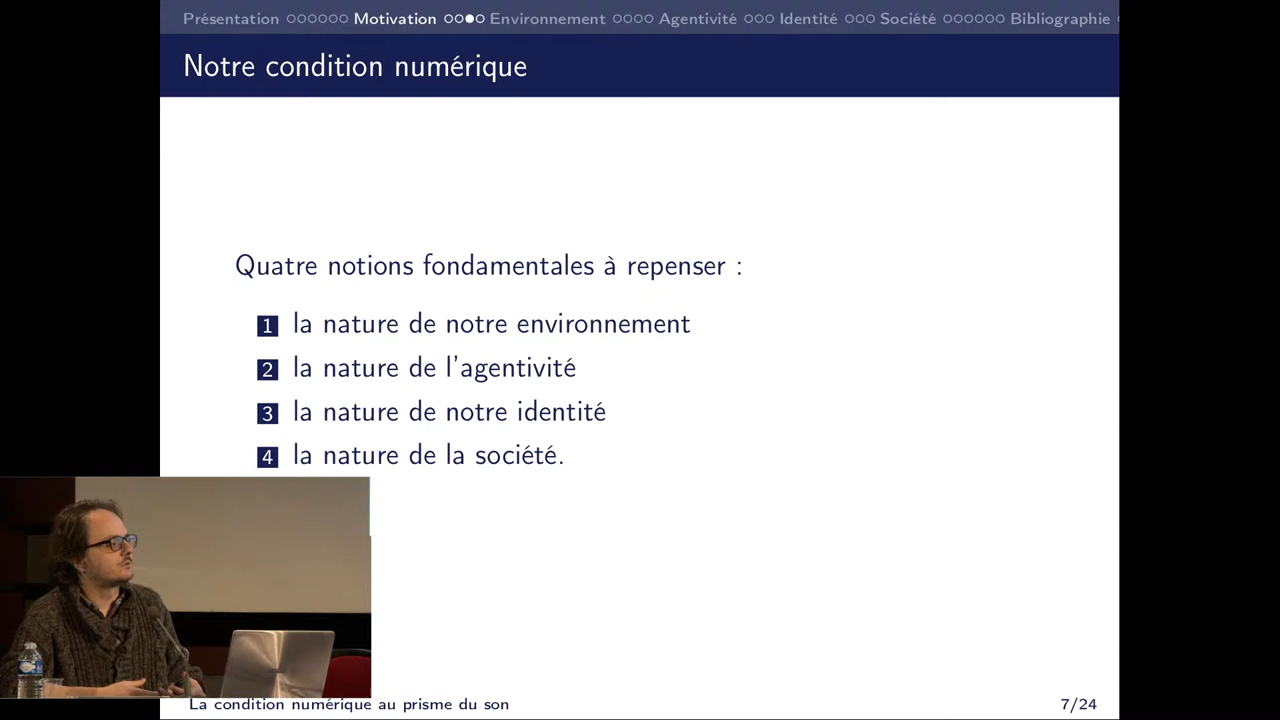 Présentation Motivation Environnement Agentivité Identité Société Bibliographie
Notre condition numérique
Quatre notions fondamentales à repenser :
1 la nature de notre environnement
2 la nature de l'agentivité
3 la nature de notre identité
4 la nature de la société.
La condition numérique au prisme du son 7/24